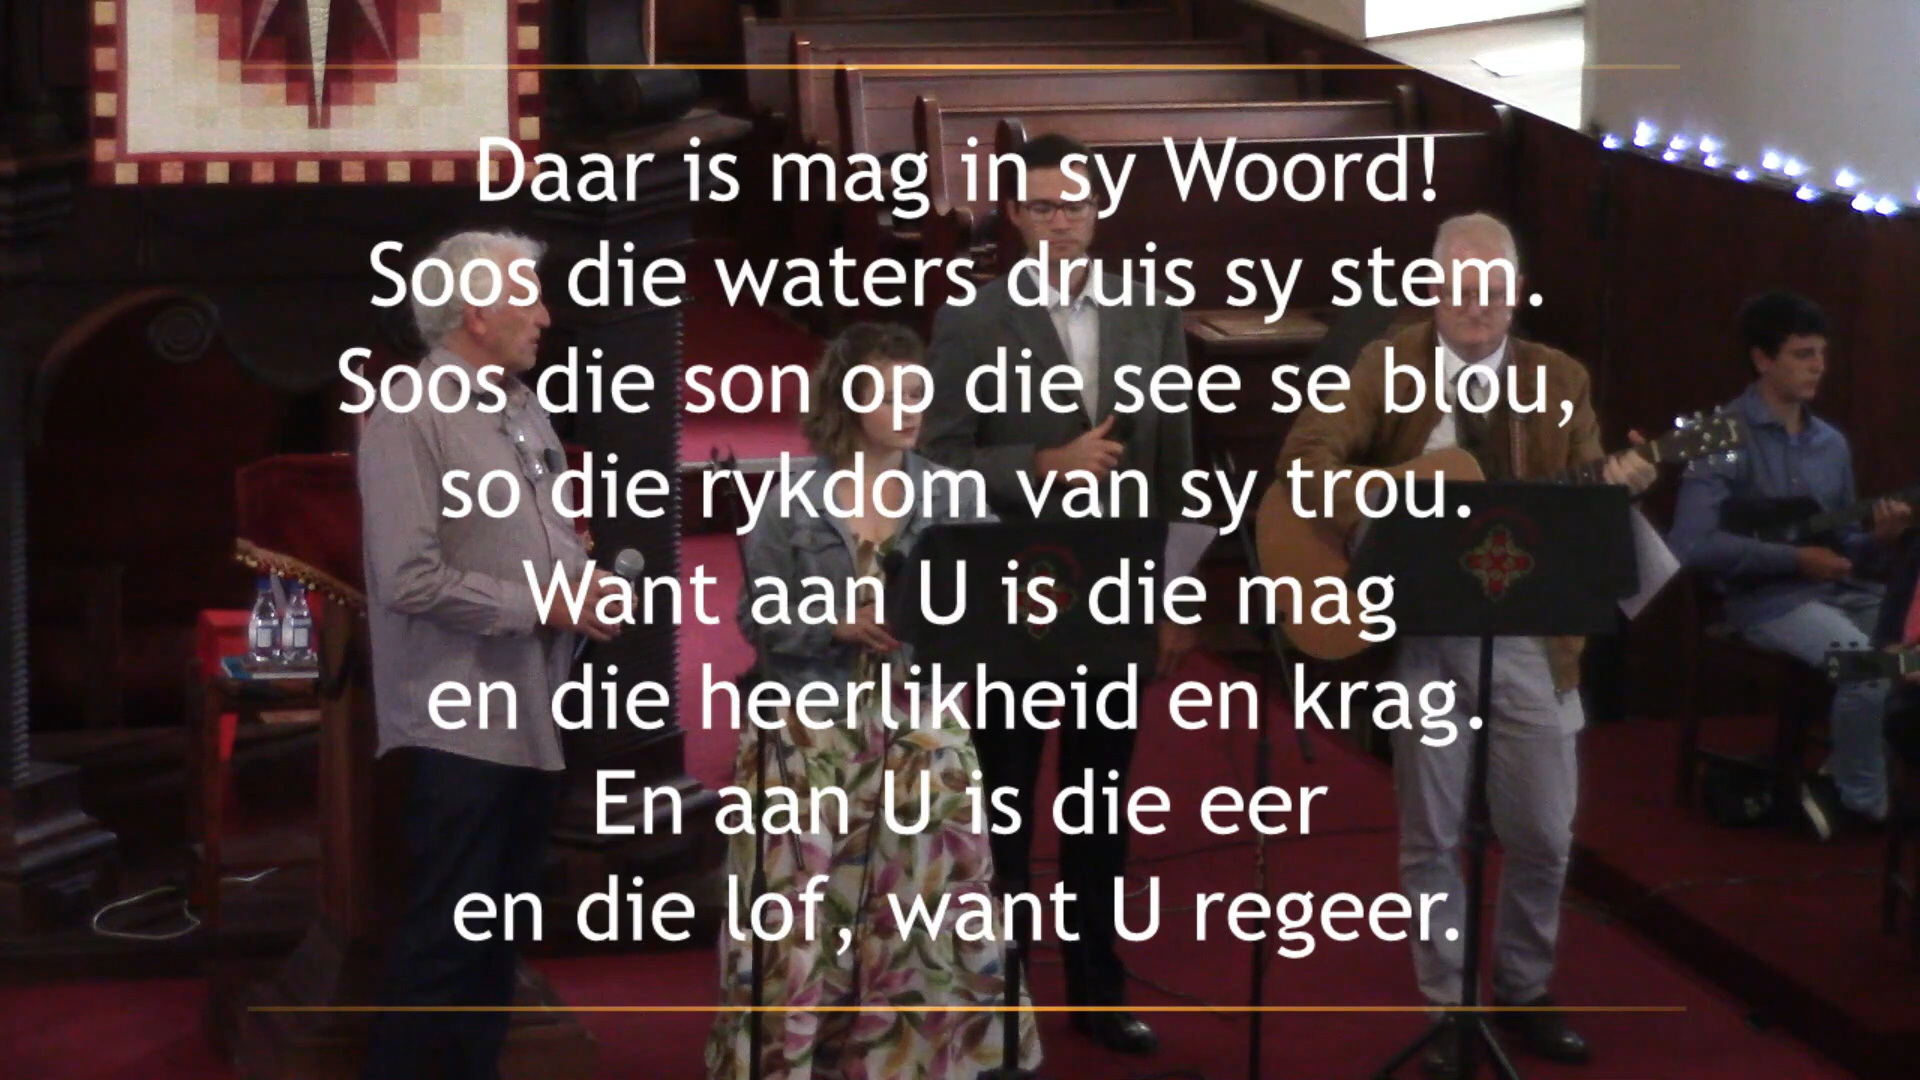 Daar is mag in sy Woord!
Soos die waters druis sy stem.
Soos die son op die see se blou,
so die rykdom van sy trou.
Want aan U is die mag
en die heerlikheid en krag.
En aan U is die eer
en die lof, want U regeer.